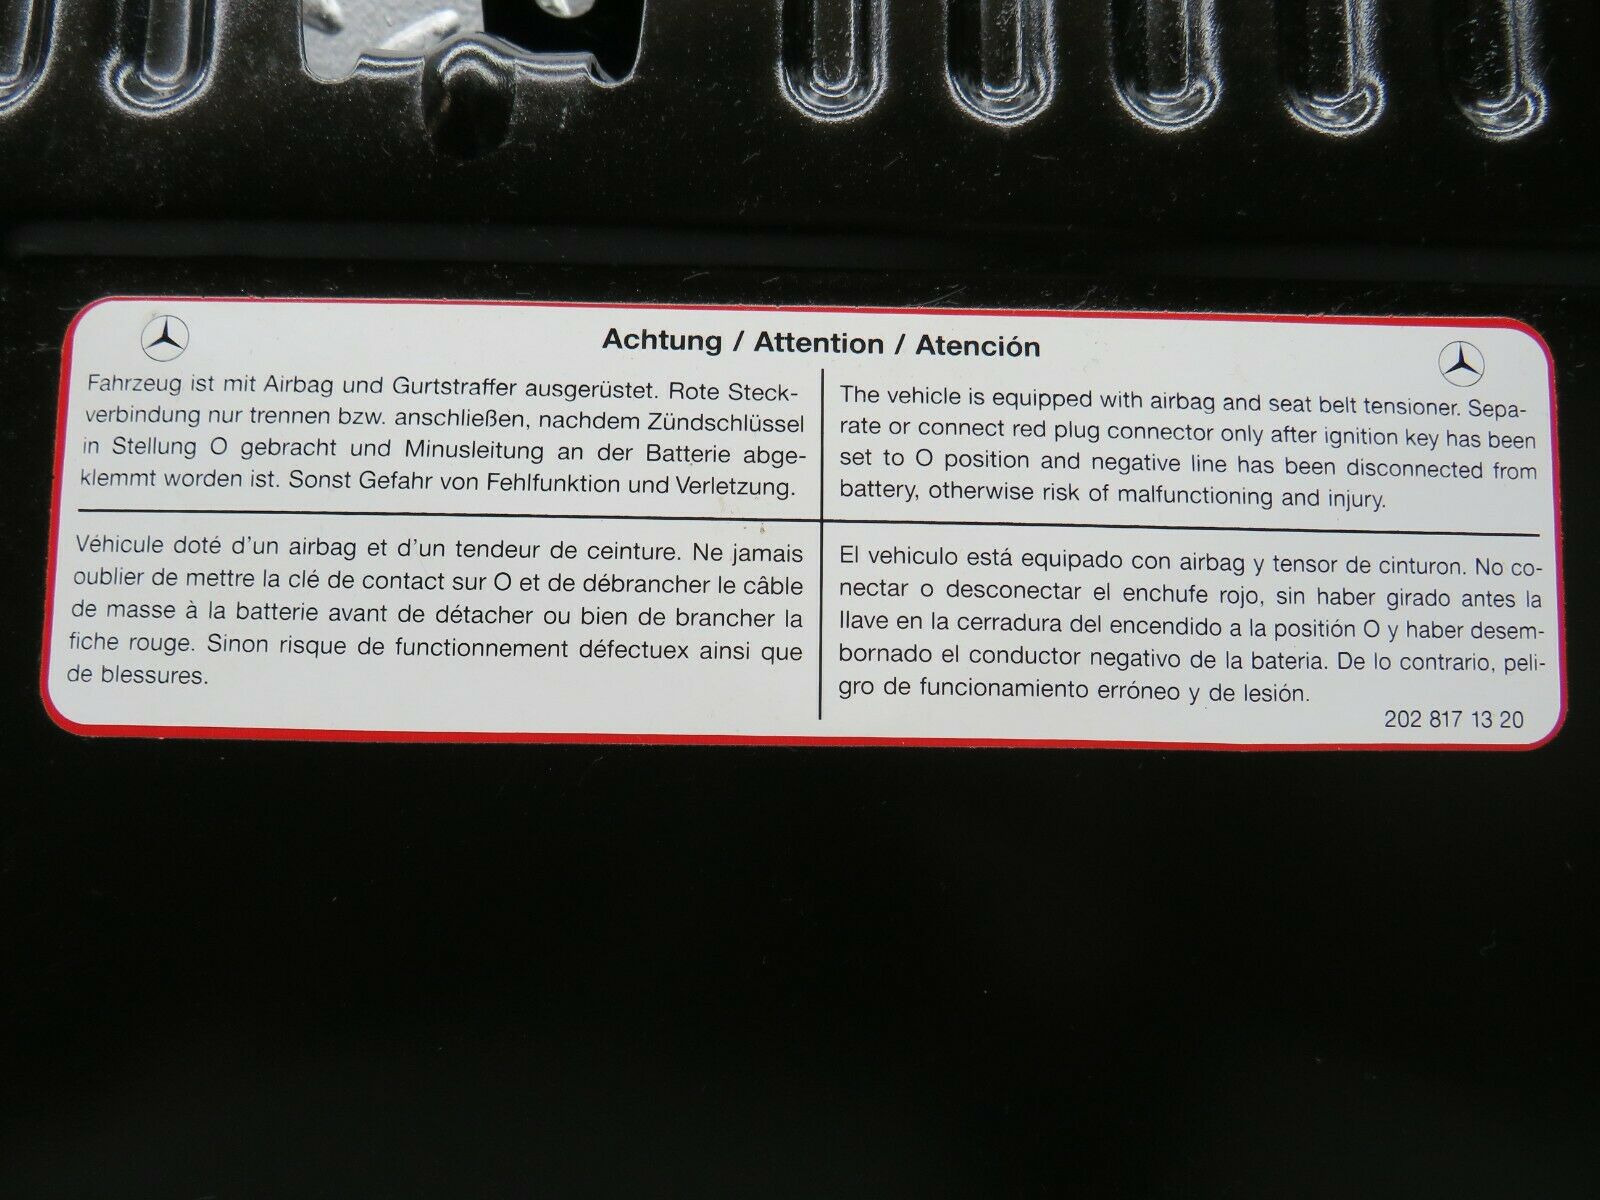 Achtung / Attention / Atención
Fahrzeug ist mit Airbag und Gurtstraffer ausgerüstet. Rote Steck-
verbindung nur trennen bzw. anschließen, nachdem Zündschlüssel
in Stellung O gebracht und Minusleitung an der Batterie abge-
klemmt worden ist. Sonst Gefahr von Fehlfunktion und Verletzung.
The vehicle is equipped with airbag and seat belt tensioner. Sepa-
rate or connect red plug connector only after ignition key has been
set to O position and negative line has been disconnected from
battery, otherwise risk of malfunctioning and injury.
Véhicule doté d'un airbag et d'un tendeur de ceinture. Ne jamais
oublier de mettre la clé de contact sur O et de débrancher le câble
de masse à la batterie avant de détacher ou bien de brancher la
fiche rouge. Sinon risque de functionnement défectuex ainsi que
de blessures.
El vehiculo está equipado con airbag y tensor de cinturon. No co-
nectar o desconectar el enchufe rojo, sin haber girado antes la
llave en la cerradura del encendido a la positión O y haber desem-
bornado el conductor negativo de la bateria. De lo contrario, peli-
gro de funcionamiento erróneo y de lesión.
202 817 13 20